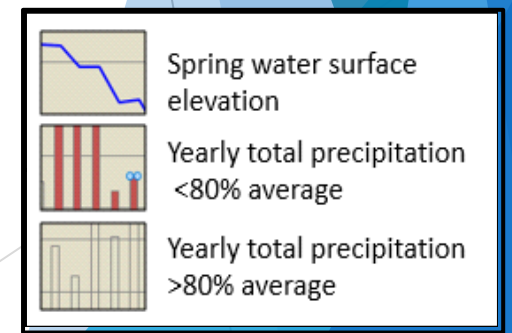 Spring water surface
elevation
Yearly total precipitation
<80% average
Yearly total precipitation
>80% average